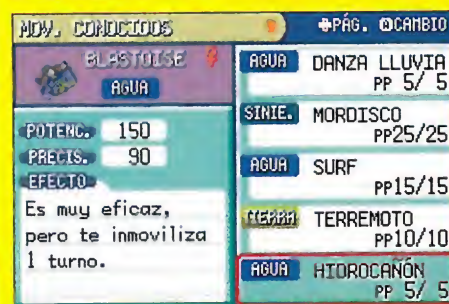 MOV. CONOCIDOS
PÁG. CAMBIO
BLASTOISE
AGUA
POTENC. 150
PRECIS. 90
EFECTO
Es muy eficaz,
pero te inmoviliza
1 turno.
AGUA DANZA LLUVIA
PP 5/ 5
SINIE. MORDISCO
PP25/25
AGUA SURF
PP15/15
TIERRA TERREMOTO
PP10/10
AGUA HIDROCAÑÓN
PP 5/ 5